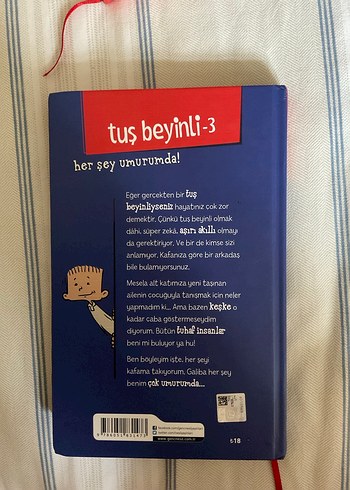 tuş beyinli-3
her şey umurumda!
Eğer gerçekten bir tuş
beyinliyseniz hayatınız çok zor
demektir. Çünkü tuş beyinli olmak
dâhi, süper zekâ, aşırı akıllı olmayı
da gerektiriyor. Ve bir de kimse sizi
anlamıyor. Kafanıza göre bir arkadaş
bile bulamıyorsunuz.
Mesela alt katımıza yeni taşınan
ailenin çocuğuyla tanışmak için neler
yapmadım ki... Ama bazen keşke o
kadar çaba göstermeseydim
diyorum. Bütün tuhaf insanlar
beni mi buluyor ya hu!
Ben böyleyim işte, her şeyi
kafama takıyorum. Galiba her şey
benim çok umurumda...
₺18